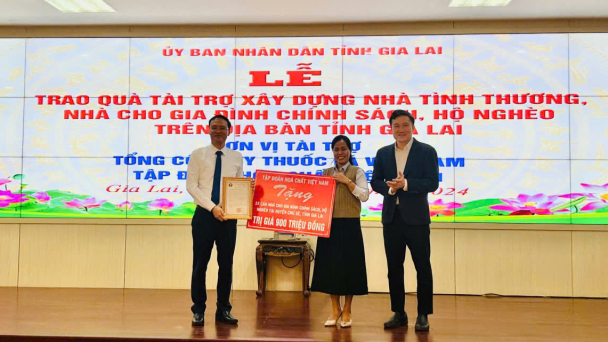 ỦY BAN NHÂN DÂN TỈNH GIA LAI
LỄ
TRAO QUÀ TÀI TRỢ XÂY DỰNG NHÀ TÌNH THƯƠNG,
NHÀ CHO GIA ĐÌNH CHÍNH SÁCH, HỘ NGHÈO
TRÊN ĐỊA BÀN TỈNH GIA LAI
ĐƠN VỊ TÀI TRỢ
TỔNG CÔNG TY THUỐC LÁ VIỆT NAM
TẬP
Gia Lai, 2024
TẬP ĐOÀN HÓA CHẤT VIỆT NAM
Tặng
TRỊ GIÁ 900 TRIỆU ĐỒNG